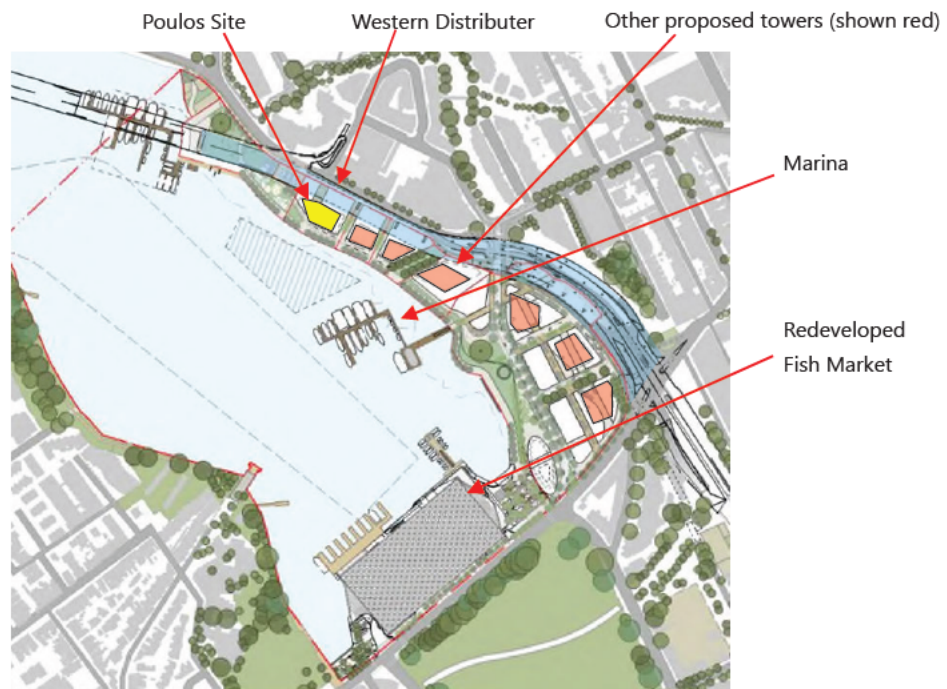 Poulos Site
Western Distributer
Other proposed towers (shown red)
Marina
Redeveloped
Fish Market